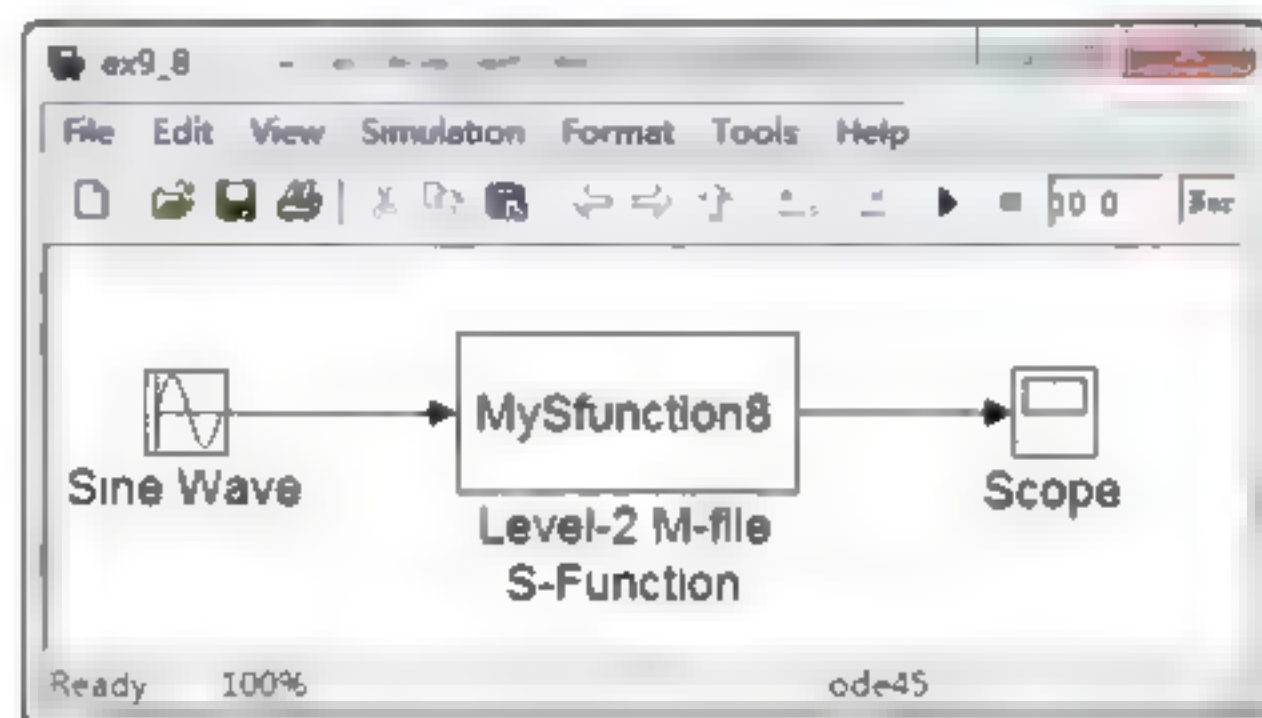 ex9_8
File Edit View Simulation Format Tools Help
Sine Wave
MySfunction8
Level-2 M-file
S-Function
Scope
Ready 100% ode45